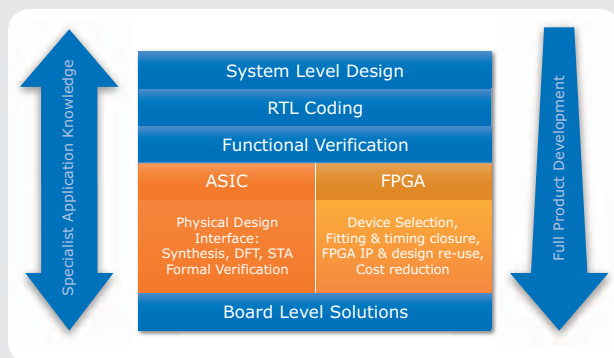 Specialist Application Knowledge
System Level Design
RTL Coding
Functional Verification
ASIC
Physical Design
Interface:
Synthesis, DFT, STA
Formal Verification
FPGA
Device Selection,
Fitting & timing closure,
FPGA IP & design re-use,
Cost reduction
Board Level Solutions
Full Product Development